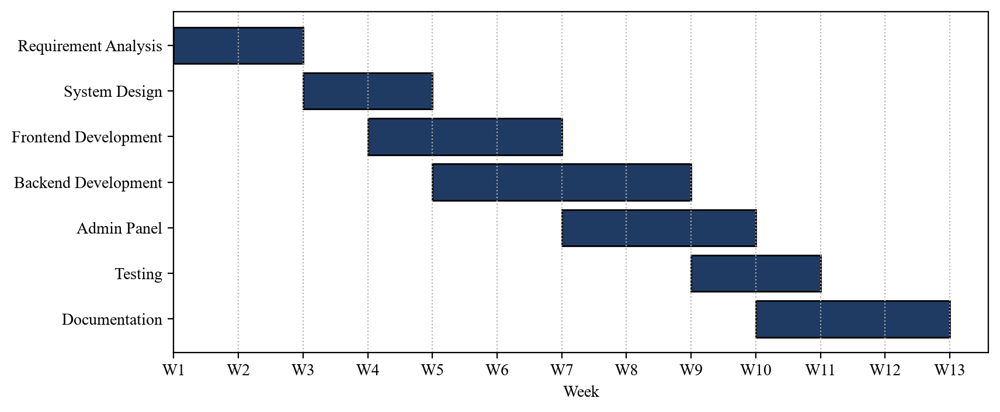 Requirement Analysis
System Design
Frontend Development
Backend Development
Admin Panel
Testing
Documentation
W1 W2 W3 W4 W5 W6 W7 W8 W9 W10 W11 W12 W13
Week